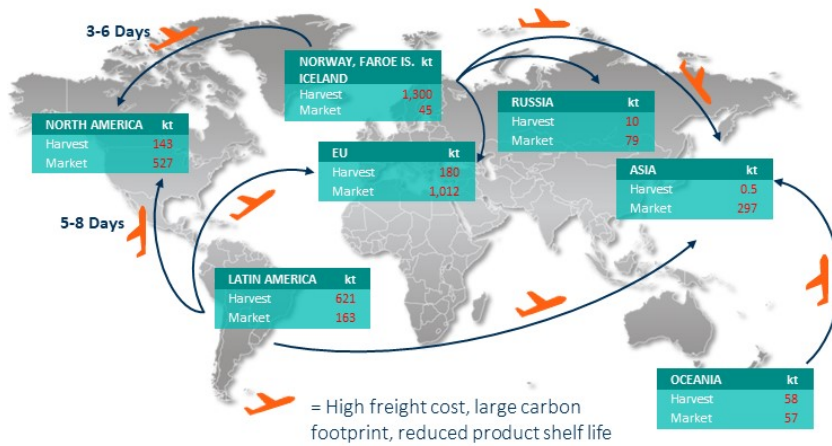 3-6 Days
NORWAY, FAROE IS. kt
ICELAND
Harvest 1,300
Market 45
RUSSIA kt
Harvest 10
Market 79
NORTH AMERICA kt
Harvest 143
Market 527
EU kt
Harvest 180
Market 1,012
ASIA kt
Harvest 0.5
Market 297
5-8 Days
LATIN AMERICA kt
Harvest 621
Market 163
OCEANIA kt
Harvest 58
Market 57
= High freight cost, large carbon
footprint, reduced product shelf life